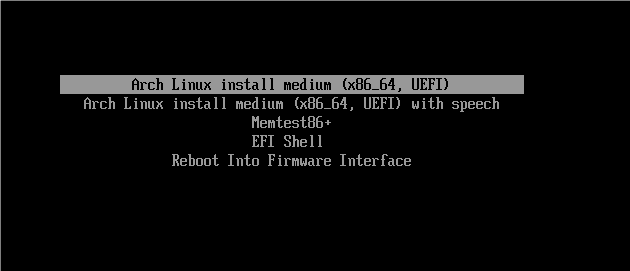 Arch Linux install medium (x86_64, UEFI)
Arch Linux install medium (x86_64, UEFI) with speech
Memtest86+
EFI Shell
Reboot Into Firmware Interface